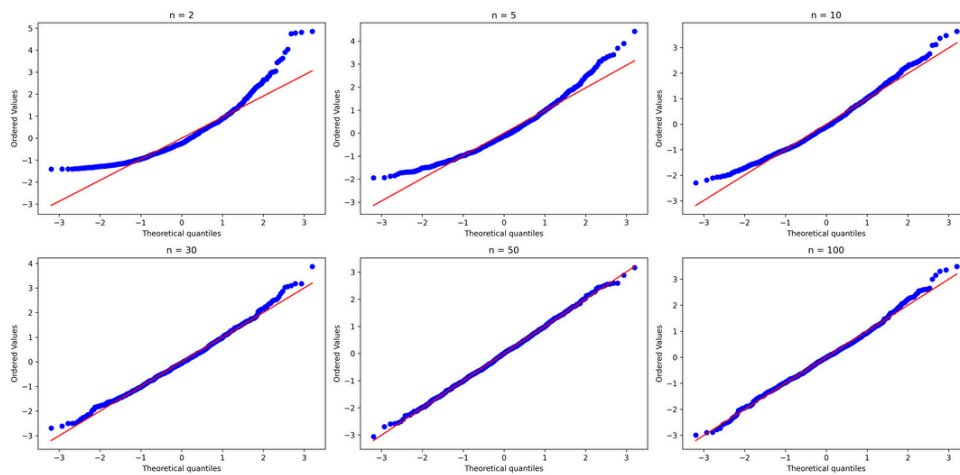 n = 2
5
4
3
2
1
0
−1
−2
−3
Ordered Values
−3 −2 −1 0 1 2 3
Theoretical quantiles
n = 5
4
3
2
1
0
−1
−2
−3
Ordered Values
−3 −2 −1 0 1 2 3
Theoretical quantiles
n = 10
4
3
2
1
0
−1
−2
−3
Ordered Values
−3 −2 −1 0 1 2 3
Theoretical quantiles
n = 30
4
3
2
1
0
−1
−2
−3
Ordered Values
−3 −2 −1 0 1 2 3
Theoretical quantiles
n = 50
3
2
1
0
−1
−2
−3
Ordered Values
−3 −2 −1 0 1 2 3
Theoretical quantiles
n = 100
3
2
1
0
−1
−2
−3
Ordered Values
−3 −2 −1 0 1 2 3
Theoretical quantiles